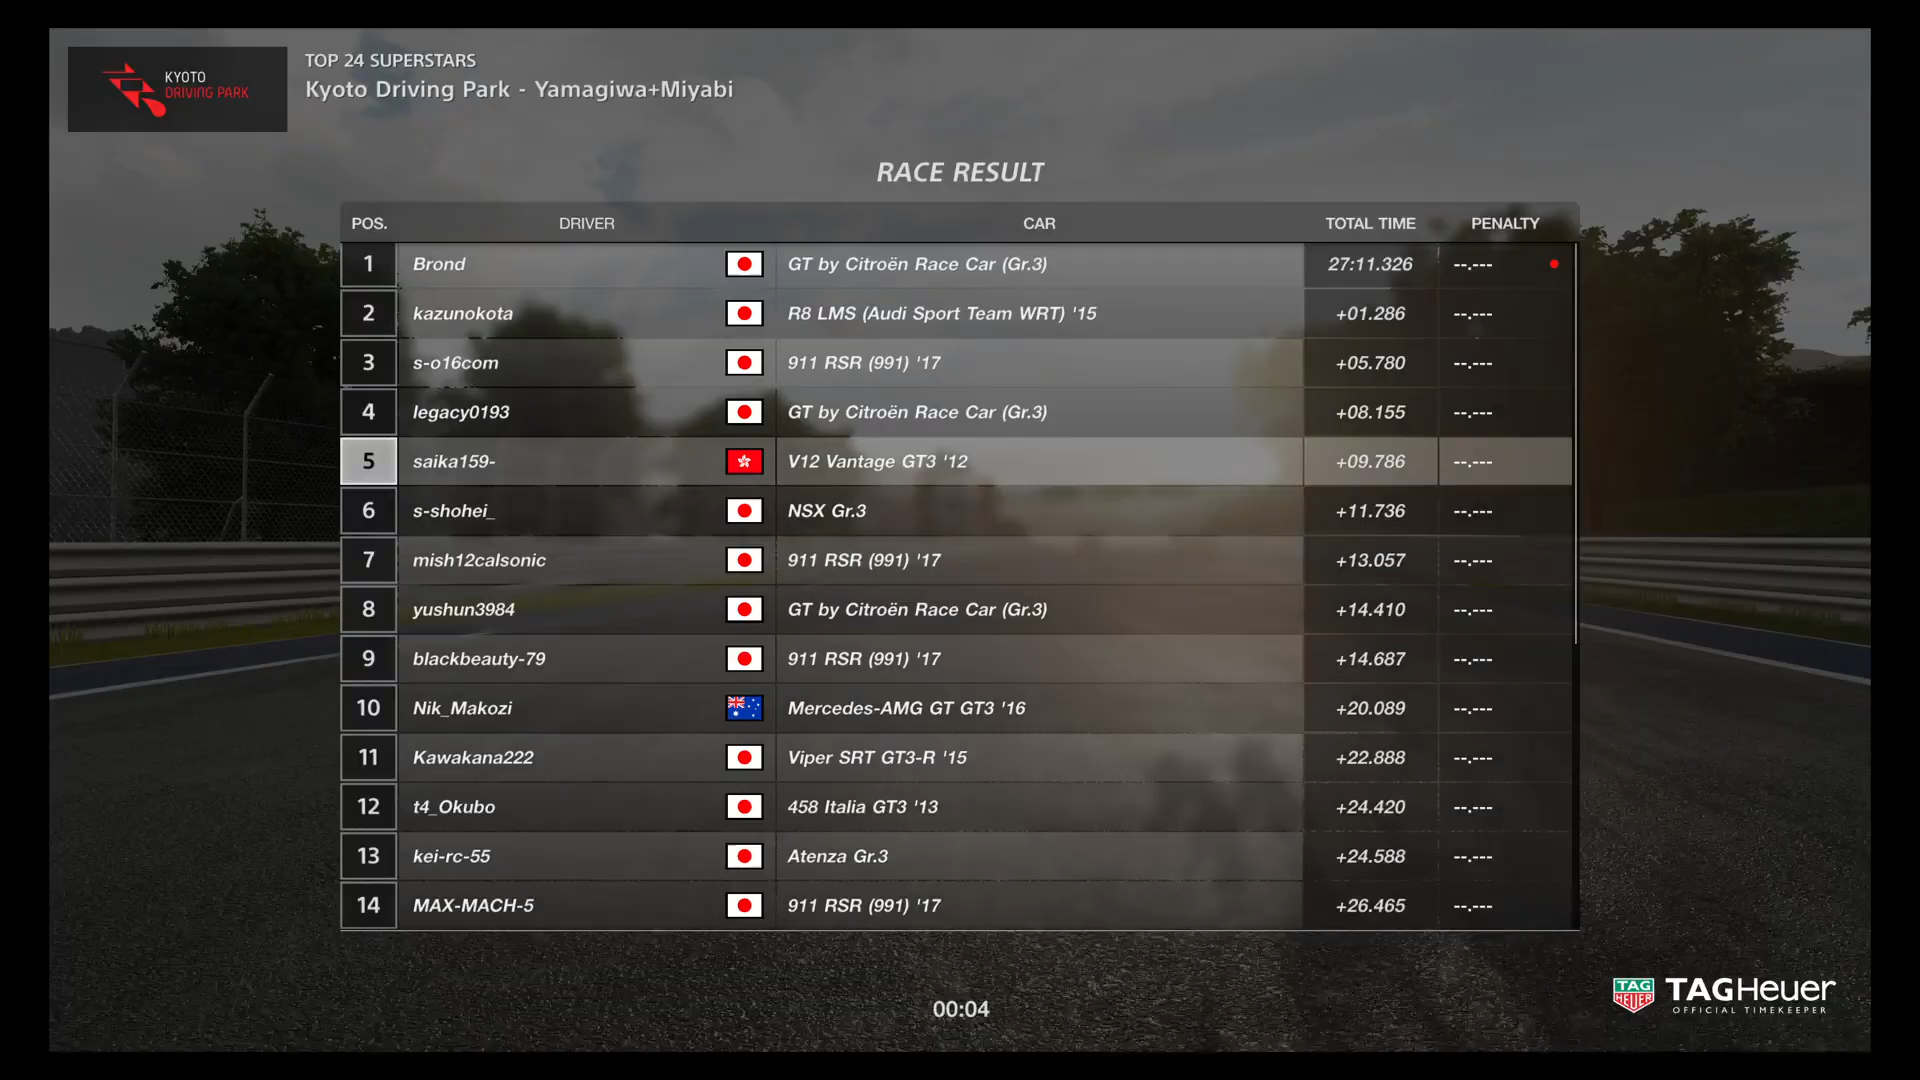 KYOTO
DRIVING PARK
TOP 24 SUPERSTARS
Kyoto Driving Park - Yamagiwa+Miyabi
RACE RESULT
POS. DRIVER CAR TOTAL TIME PENALTY
1 Brond GT by Citroën Race Car (Gr.3) 27:11.326 --.---
2 kazunokota R8 LMS (Audi Sport Team WRT) '15 +01.286 --.---
3 s-o16com 911 RSR (991) '17 +05.780 --.---
4 legacy0193 GT by Citroën Race Car (Gr.3) +08.155 --.---
5 saika159- V12 Vantage GT3 '12 +09.786 --.---
6 s-shohei_ NSX Gr.3 +11.736 --.---
7 mish12calsonic 911 RSR (991) '17 +13.057 --.---
8 yushun3984 GT by Citroën Race Car (Gr.3) +14.410 --.---
9 blackbeauty-79 911 RSR (991) '17 +14.687 --.---
10 Nik_Makozi Mercedes-AMG GT GT3 '16 +20.089 --.---
11 Kawakana222 Viper SRT GT3-R '15 +22.888 --.---
12 t4_Okubo 458 Italia GT3 '13 +24.420 --.---
13 kei-rc-55 Atenza Gr.3 +24.588 --.---
14 MAX-MACH-5 911 RSR (991) '17 +26.465 --.---
00:04
TAG
HEUER
TAGHeuer
OFFICIAL TIMEKEEPER